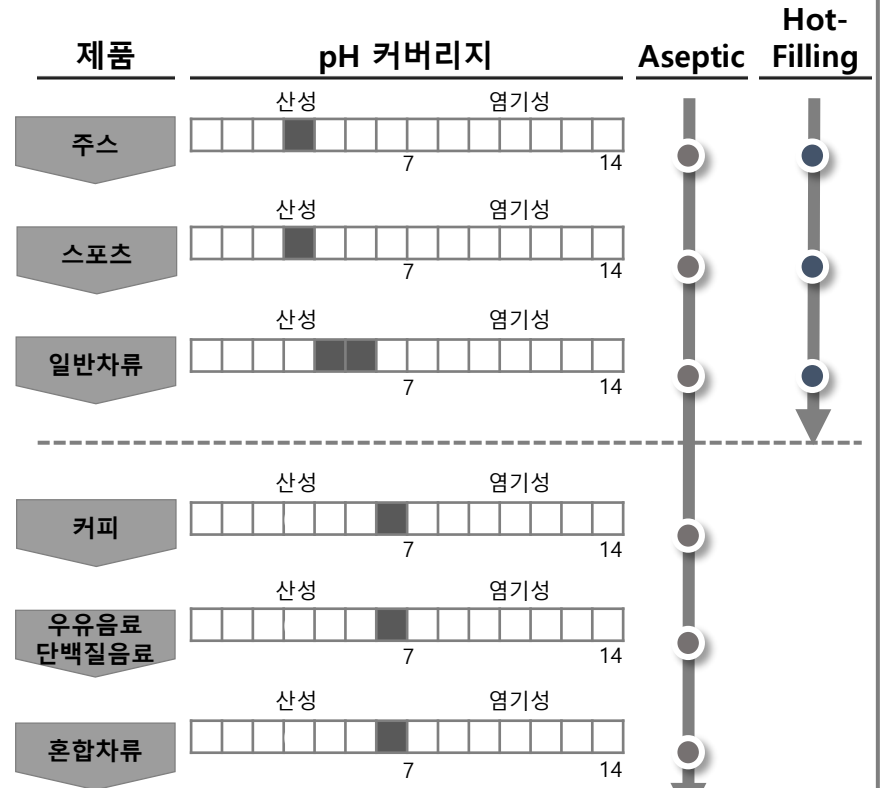 제품
pH 커버리지
Aseptic
Hot-
Filling
주스
산성
염기성
7
14
스포츠
산성
염기성
7
14
일반차류
산성
염기성
7
14
커피
산성
염기성
7
14
우유음료
단백질음료
산성
염기성
7
14
혼합차류
산성
염기성
7
14